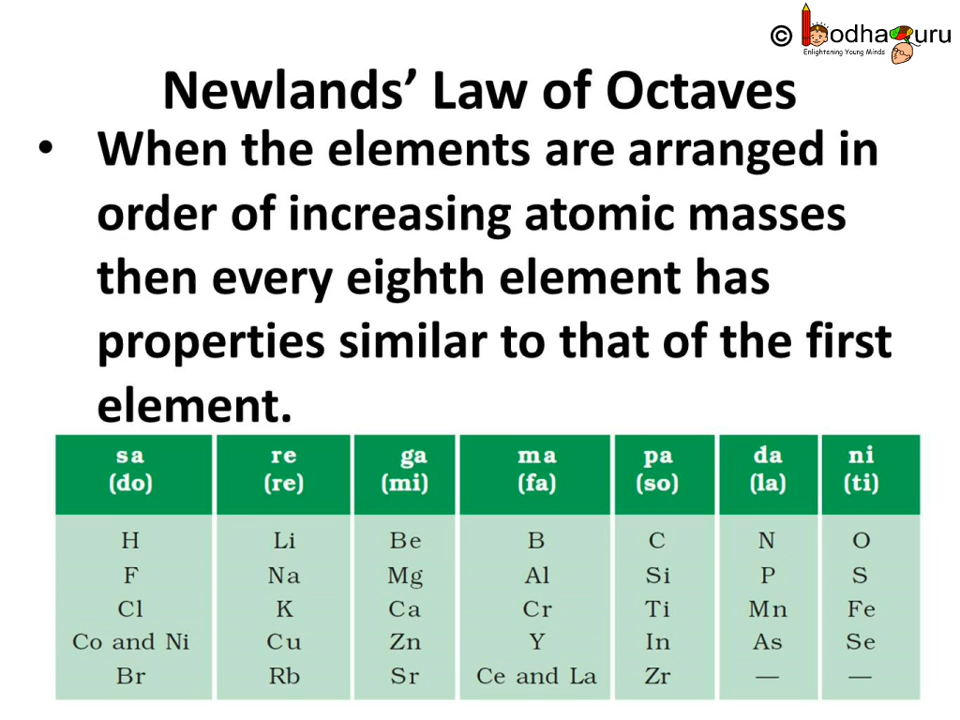 © BodhaGuru
Enlightening Young Minds
Newlands’ Law of Octaves
• When the elements are arranged in
order of increasing atomic masses
then every eighth element has
properties similar to that of the first
element.
sa re ga ma pa da ni
(do) (re) (mi) (fa) (so) (la) (ti)
H Li Be B C N O
F Na Mg Al Si P S
Cl K Ca Cr Ti Mn Fe
Co and Ni Cu Zn Y In As Se
Br Rb Sr Ce and La Zr — —